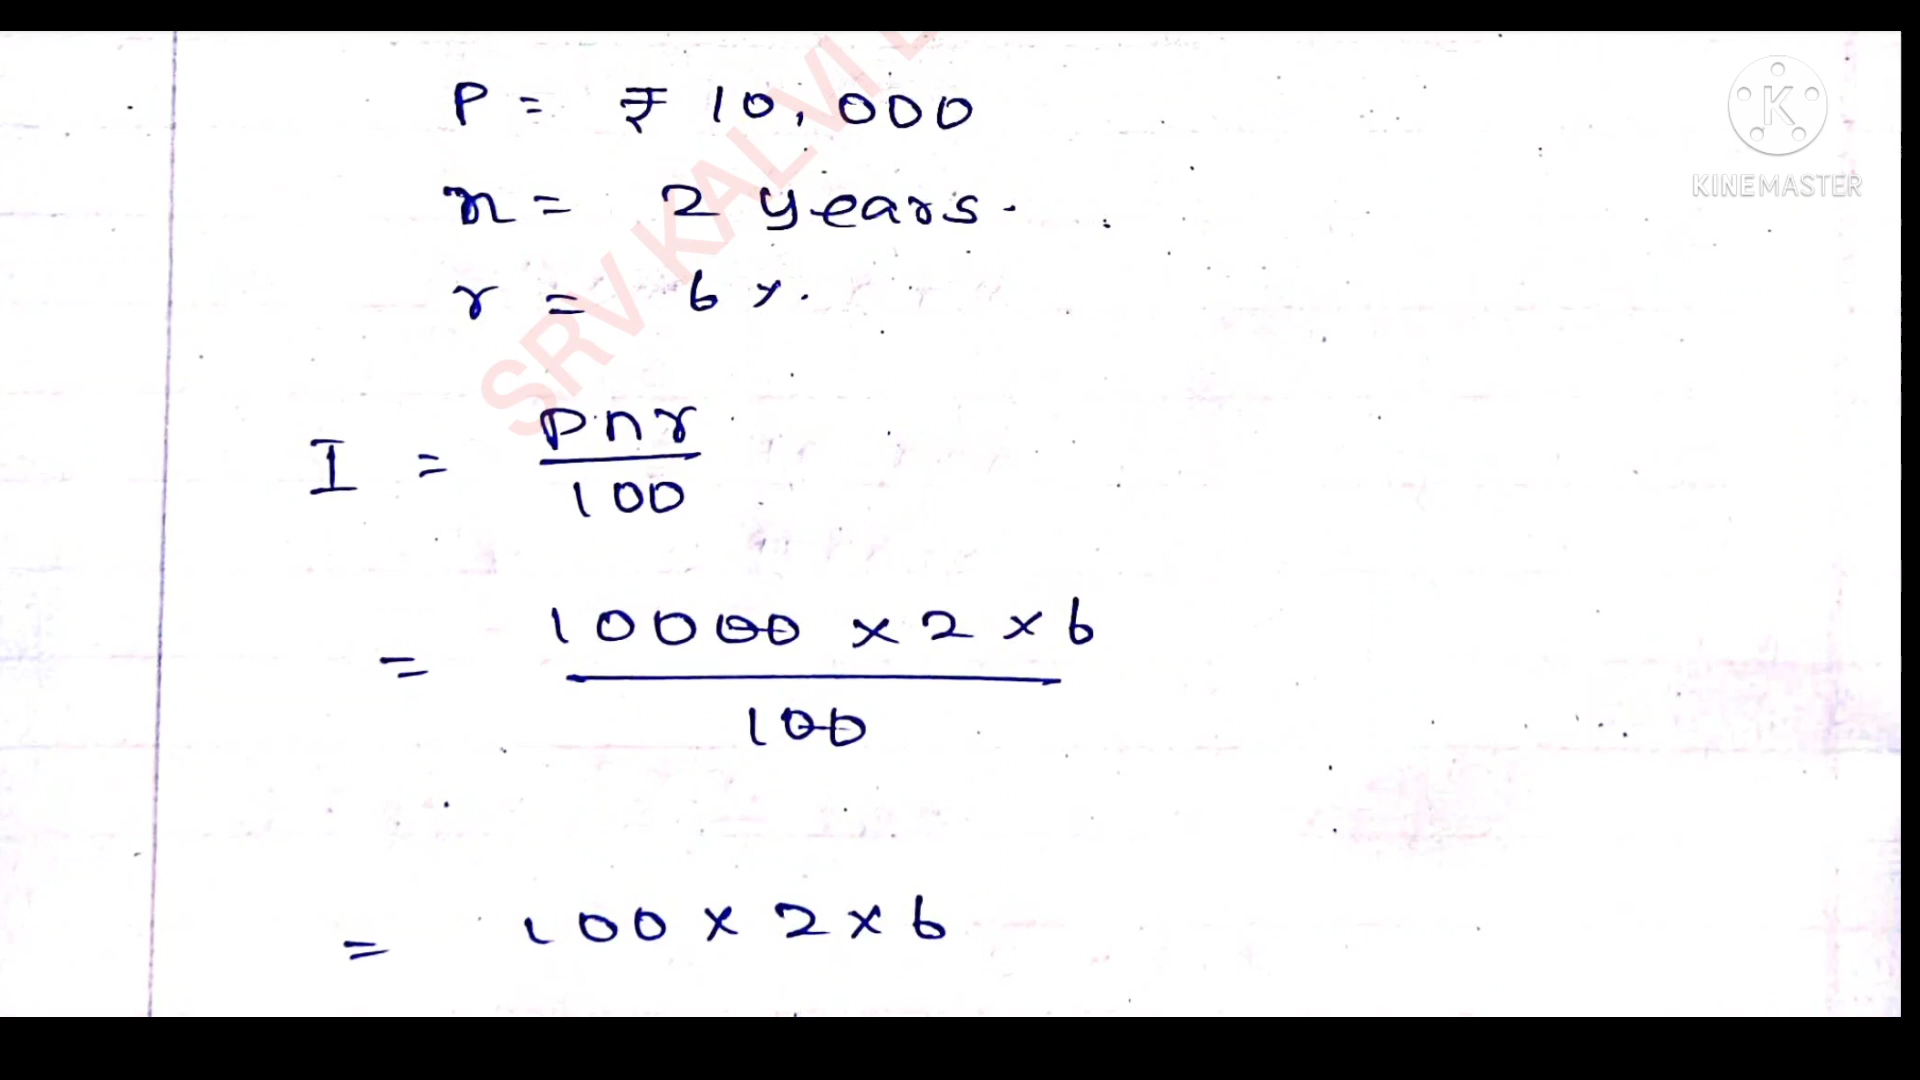 P = ₹ 10,000
n = 2 years.
r = 6 %.
I = pnr
100
= 10000 × 2 × 6
100
= 100 × 2 × 6
SRV KALVI
KINEMASTER